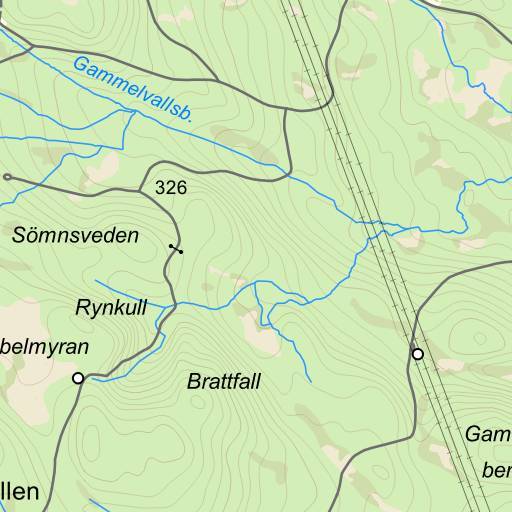 Gammelvallsb.
326
Sömnsveden
Rynkull
belmyran
Brattfall
Gam
ber
llen